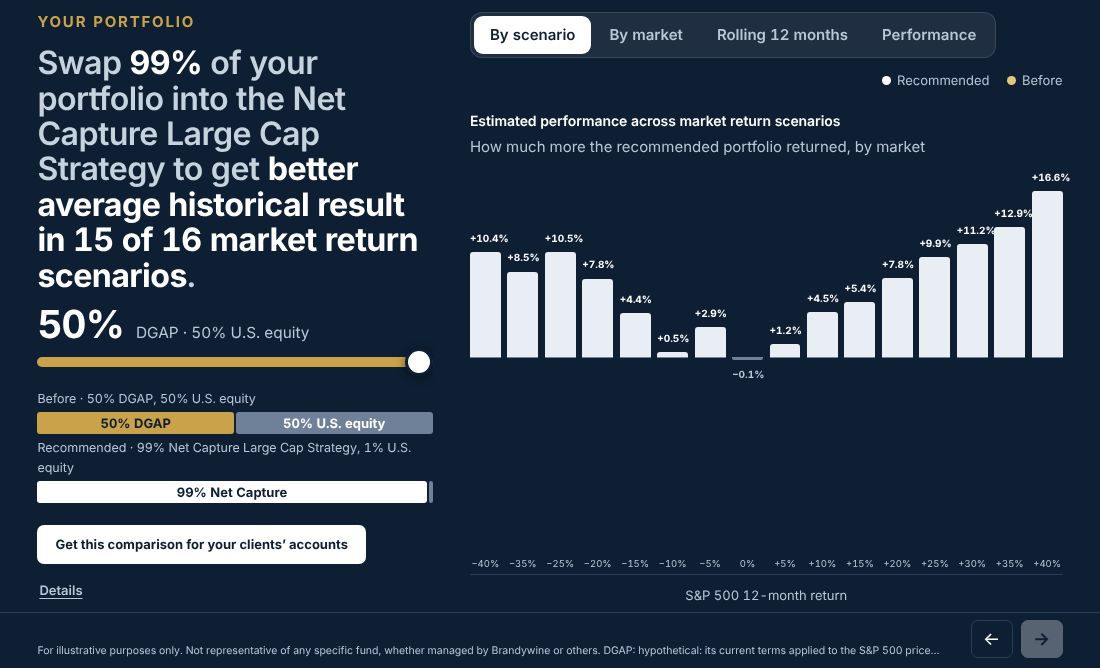 YOUR PORTFOLIO
Swap 99% of your
portfolio into the Net
Capture Large Cap
Strategy to get better
average historical result
in 15 of 16 market return
scenarios.
50% DGAP · 50% U.S. equity
Before · 50% DGAP, 50% U.S. equity
50% DGAP 50% U.S. equity
Recommended · 99% Net Capture Large Cap Strategy, 1% U.S.
equity
99% Net Capture
Get this comparison for your clients’ accounts
Details
By scenario By market Rolling 12 months Performance
Recommended Before
Estimated performance across market return scenarios
How much more the recommended portfolio returned, by market
+10.4% +8.5% +10.5% +7.8% +4.4% +0.5% +2.9% −0.1% +1.2% +4.5% +5.4% +7.8% +9.9% +11.2% +12.9% +16.6%
−40% −35% −25% −20% −15% −10% −5% 0% +5% +10% +15% +20% +25% +30% +35% +40%
S&P 500 12-month return
For illustrative purposes only. Not representative of any specific fund, whether managed by Brandywine or others. DGAP: hypothetical: its current terms applied to the S&P 500 price…